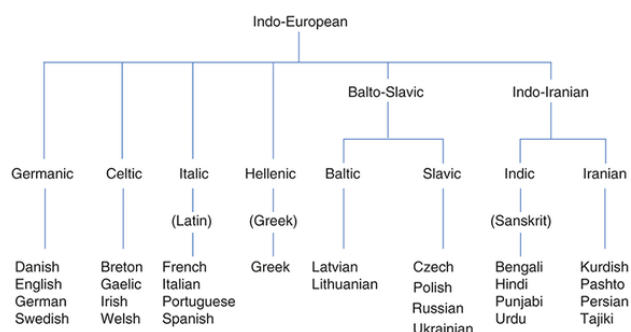 Indo-European
Balto-Slavic Indo-Iranian
Germanic Celtic Italic Hellenic Baltic Slavic Indic Iranian
(Latin) (Greek) (Sanskrit)
Danish Breton French Greek Latvian Czech Bengali Kurdish
English Gaelic Italian Lithuanian Polish Hindi Pashto
German Irish Portuguese Russian Punjabi Persian
Swedish Welsh Spanish Ukrainian Urdu Tajiki